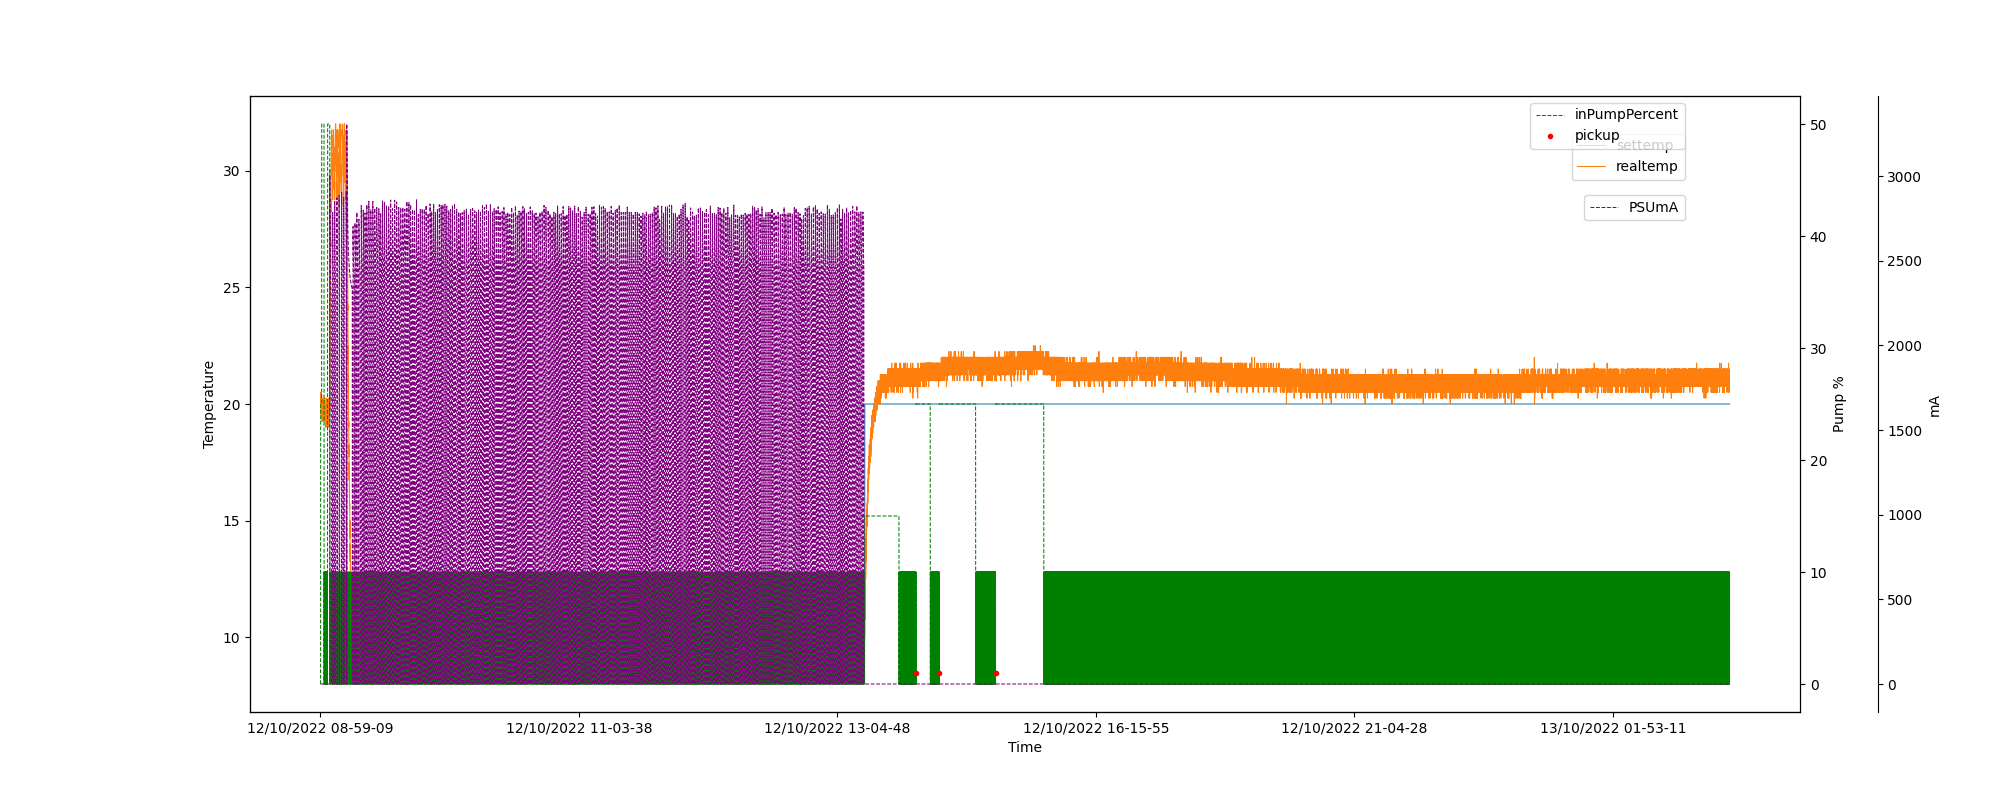 inPumpPercent
pickup
settemp
realtemp
PSUmA
30
25
20
15
10
Temperature
50
40
30
20
10
0
Pump %
3000
2500
2000
1500
1000
500
0
mA
12/10/2022 08-59-09
12/10/2022 11-03-38
12/10/2022 13-04-48
12/10/2022 16-15-55
12/10/2022 21-04-28
13/10/2022 01-53-11
Time